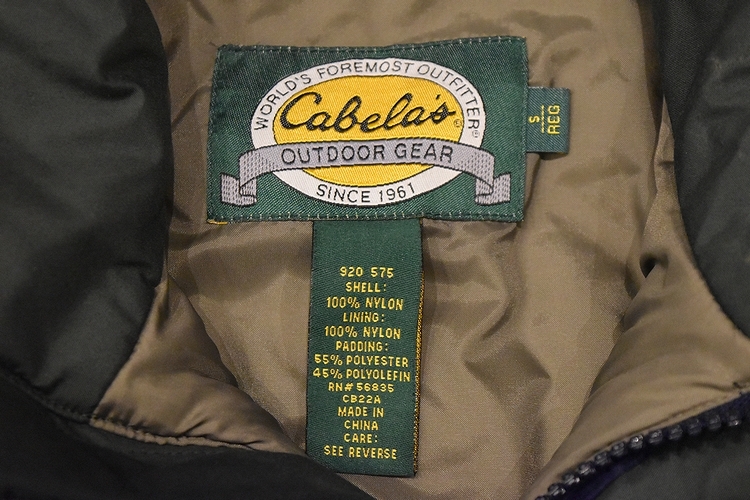 WORLD'S FOREMOST OUTFITTER®
Cabela's®
OUTDOOR GEAR
SINCE 1961
S
REG
920 575
SHELL:
100% NYLON
LINING:
100% NYLON
PADDING:
55% POLYESTER
45% POLYOLEFIN
RN# 56835
CB22A
MADE IN
CHINA
CARE:
SEE REVERSE